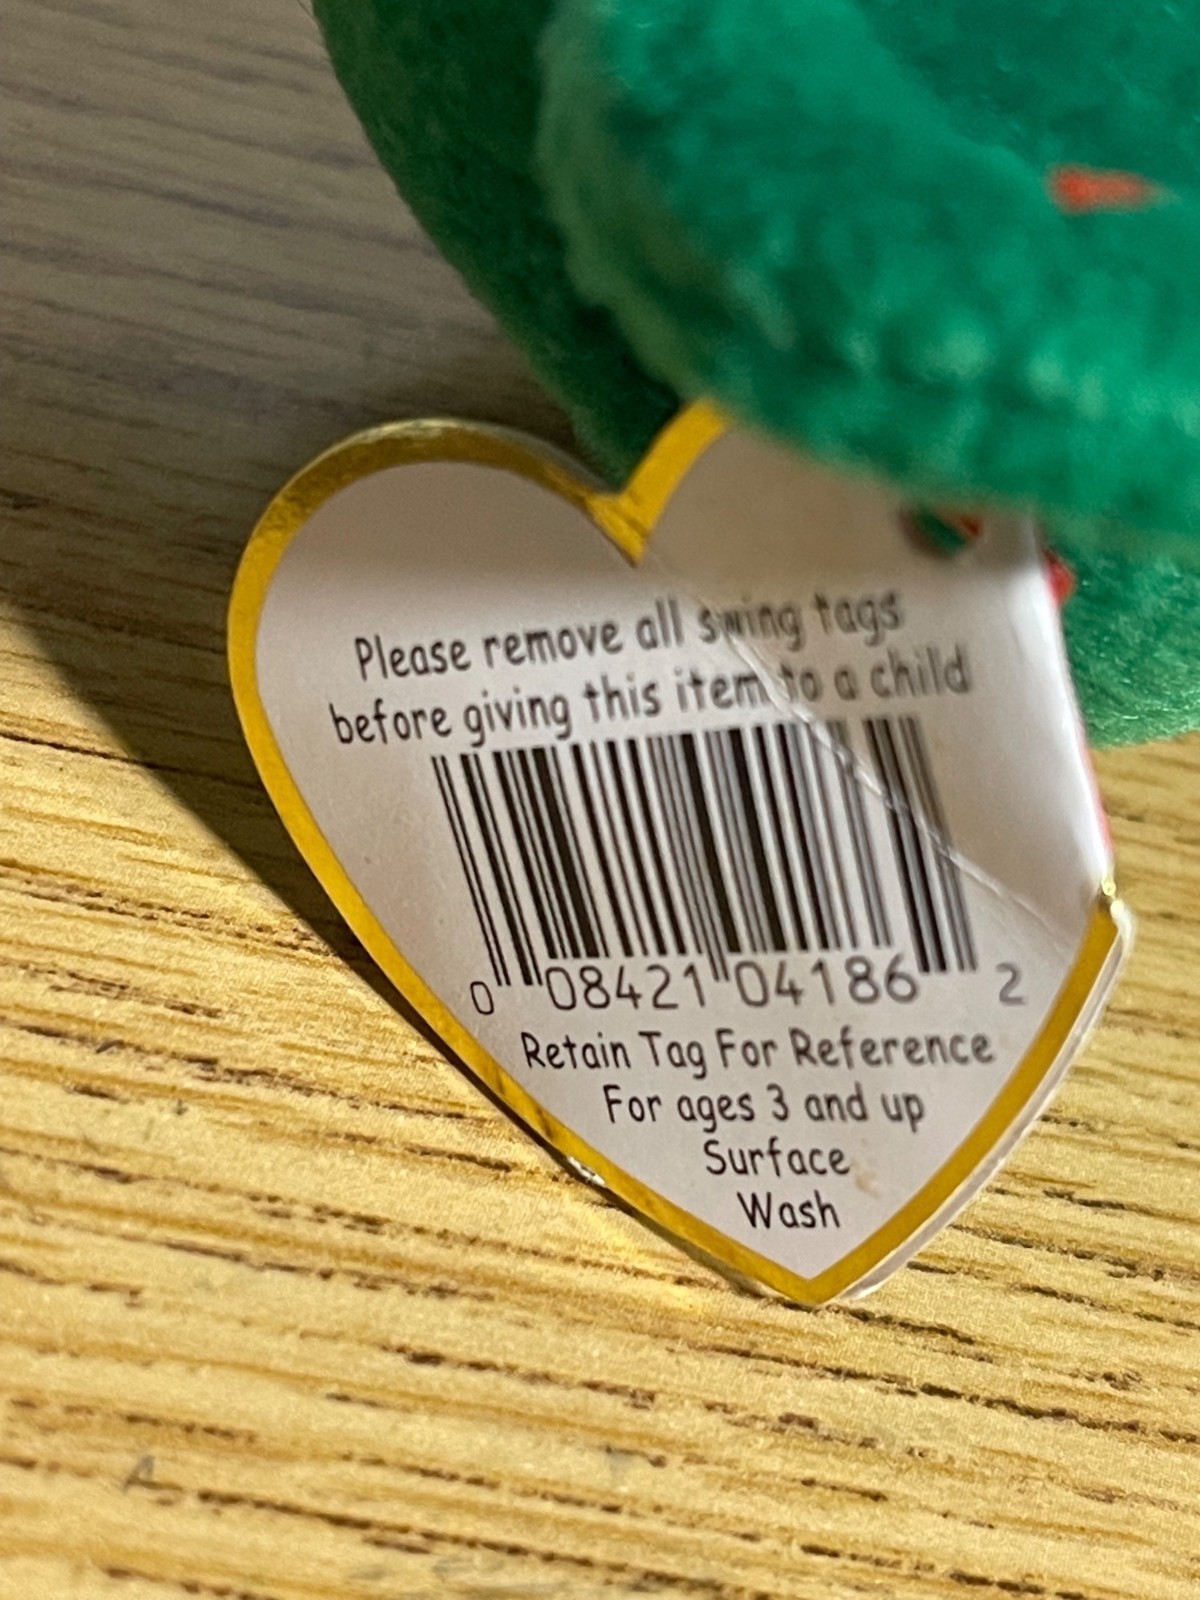 Please remove all swing tags
before giving this item to a child
0 08421 04186 2
Retain Tag For Reference
For ages 3 and up
Surface
Wash